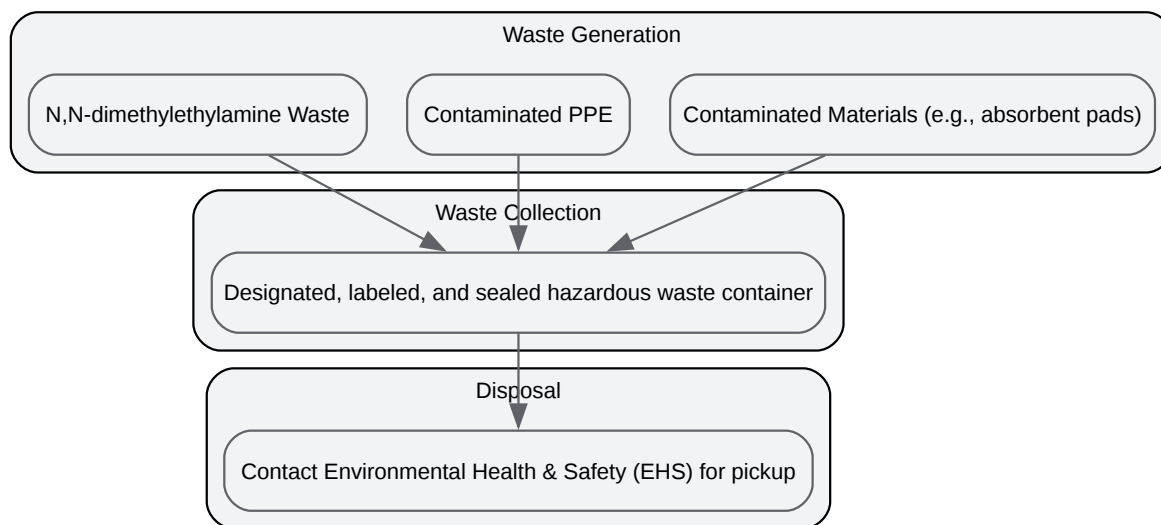 Waste Generation
N,N-dimethylethylamine Waste
Contaminated PPE
Contaminated Materials (e.g., absorbent pads)
Waste Collection
Designated, labeled, and sealed hazardous waste container
Disposal
Contact Environmental Health & Safety (EHS) for pickup